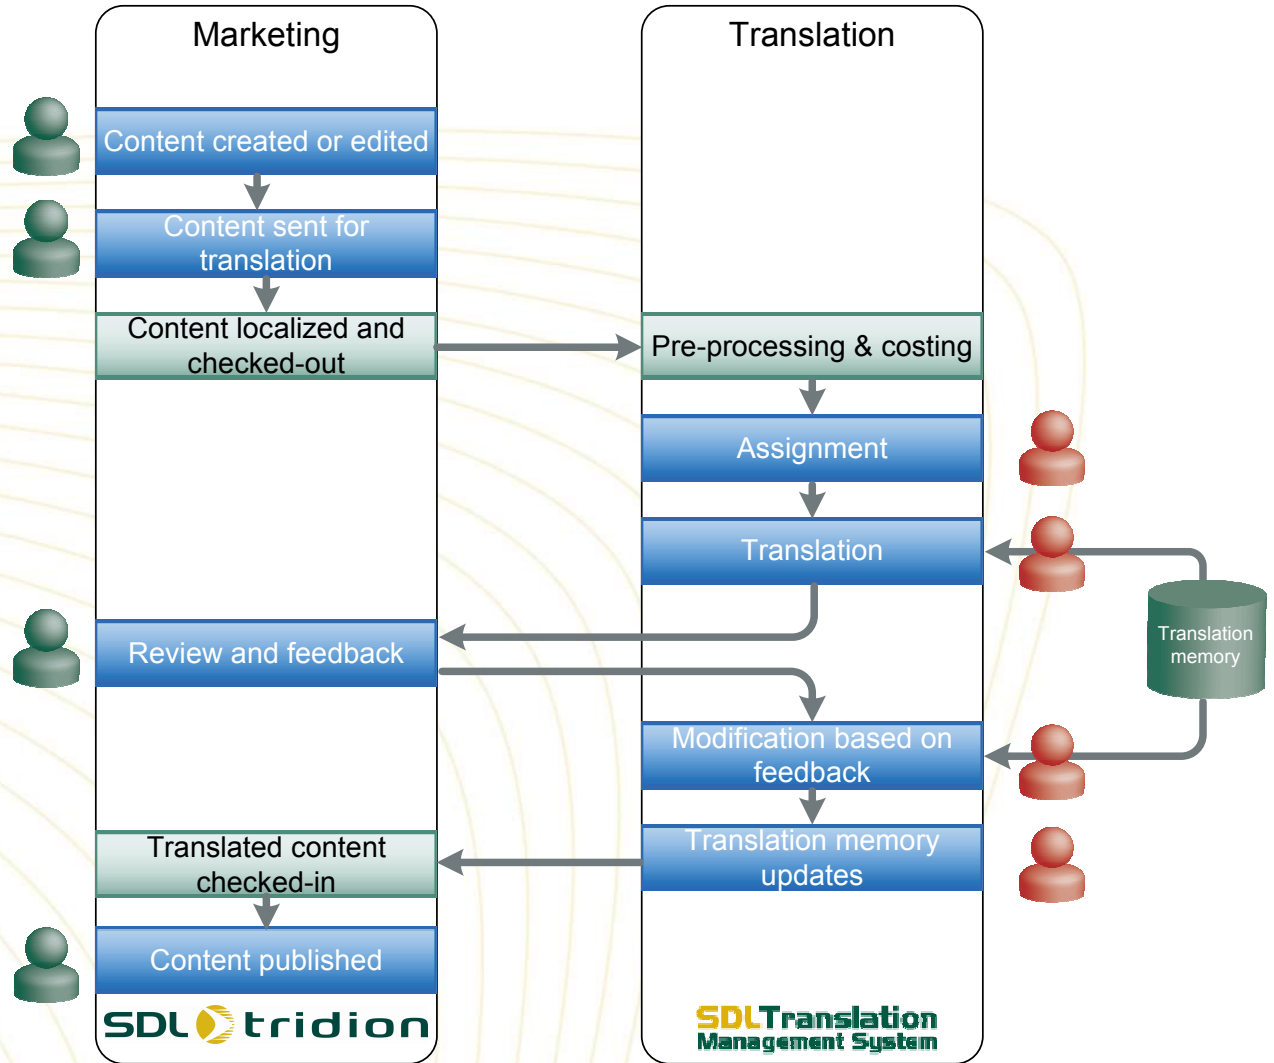 Marketing
Translation
Content created or edited
Content sent for
translation
Content localized and
checked-out
Pre-processing & costing
Assignment
Translation
Translation
memory
Review and feedback
Modification based on
feedback
Translation memory
updates
Translated content
checked-in
Content published
SDL tridion
SDLTranslation
Management System